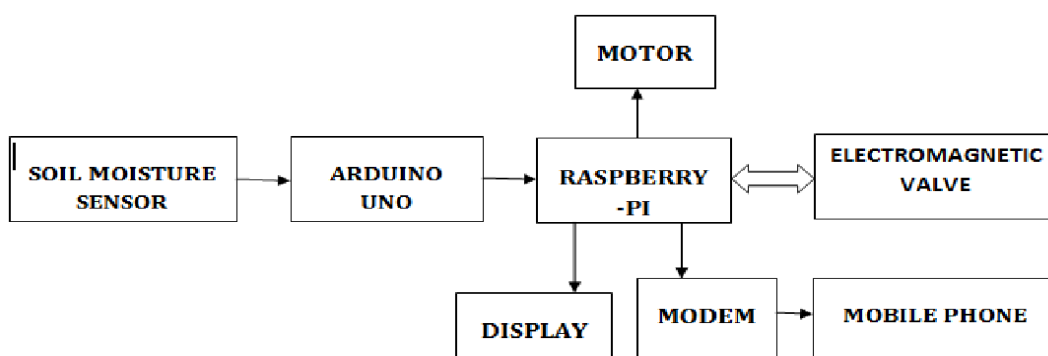 MOTOR
SOIL MOISTURE
SENSOR
ARDUINO
UNO
RASPBERRY
-PI
ELECTROMAGNETIC
VALVE
DISPLAY
MODEM
MOBILE PHONE